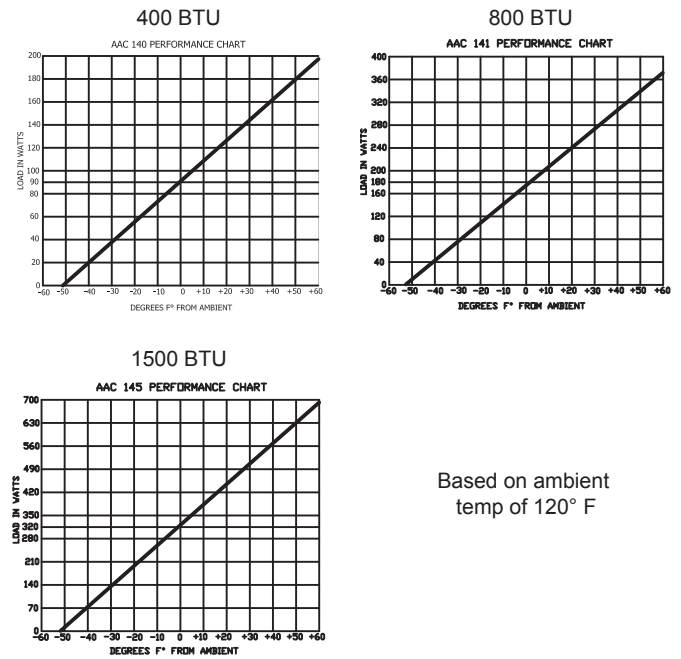 400 BTU
AAC 140 PERFORMANCE CHART
200
180
160
140
120
100
90
80
60
40
20
0
LOAD IN WATTS
-60 -50 -40 -30 -20 -10 0 +10 +20 +30 +40 +50 +60
DEGREES F° FROM AMBIENT
800 BTU
AAC 141 PERFORMANCE CHART
400
360
320
280
240
200
180
160
120
80
40
0
LOAD IN WATTS
-60 -50 -40 -30 -20 -10 0 +10 +20 +30 +40 +50 +60
DEGREES F° FROM AMBIENT
1500 BTU
AAC 145 PERFORMANCE CHART
700
630
560
490
420
350
320
280
210
140
70
0
LOAD IN WATTS
-60 -50 -40 -30 -20 -10 0 +10 +20 +30 +40 +50 +60
DEGREES F° FROM AMBIENT
Based on ambient
temp of 120° F